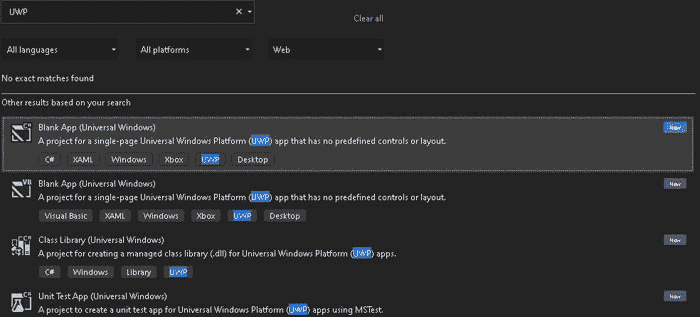 UWP
Clear all
All languages All platforms Web
No exact matches found
Other results based on your search
Blank App (Universal Windows) New
A project for a single-page Universal Windows Platform (UWP) app that has no predefined controls or layout.
C# XAML Windows Xbox UWP Desktop
Blank App (Universal Windows) New
A project for a single-page Universal Windows Platform (UWP) app that has no predefined controls or layout.
Visual Basic XAML Windows Xbox UWP Desktop
Class Library (Universal Windows) New
A project for creating a managed class library (.dll) for Universal Windows Platform (UWP) apps.
C# Windows Library UWP
Unit Test App (Universal Windows) New
A project to create a unit test app for Universal Windows Platform (UWP) apps using MSTest.